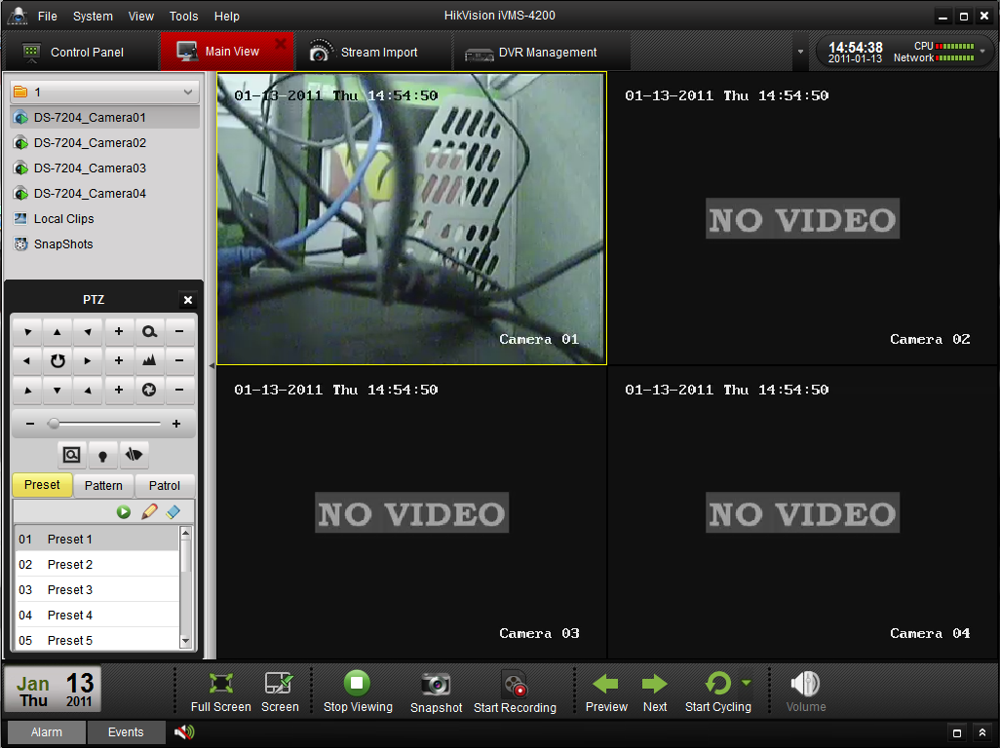 File System View Tools Help HikVision iVMS-4200
Control Panel Main View Stream Import DVR Management 14:54:38 CPU
2011-01-13 Network
1
DS-7204_Camera01
DS-7204_Camera02
DS-7204_Camera03
DS-7204_Camera04
Local Clips
SnapShots
PTZ
Preset Pattern Patrol
01 Preset 1
02 Preset 2
03 Preset 3
04 Preset 4
05 Preset 5
01-13-2011 Thu 14:54:50
Camera 01
01-13-2011 Thu 14:54:50
NO VIDEO
Camera 02
01-13-2011 Thu 14:54:50
NO VIDEO
Camera 03
01-13-2011 Thu 14:54:50
NO VIDEO
Camera 04
Jan 13
Thu 2011
Full Screen Screen Stop Viewing Snapshot Start Recording Preview Next Start Cycling Volume
Alarm Events